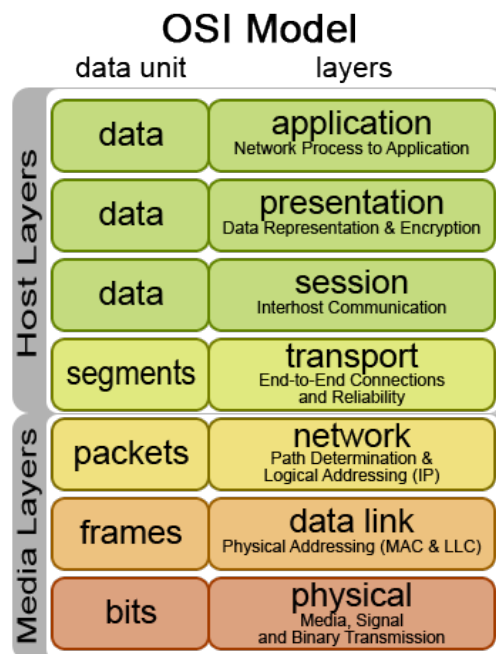 OSI Model
data unit layers
Host Layers
data
application
Network Process to Application
data
presentation
Data Representation & Encryption
data
session
Interhost Communication
segments
transport
End-to-End Connections
and Reliability
Media Layers
packets
network
Path Determination &
Logical Addressing (IP)
frames
data link
Physical Addressing (MAC & LLC)
bits
physical
Media, Signal
and Binary Transmission